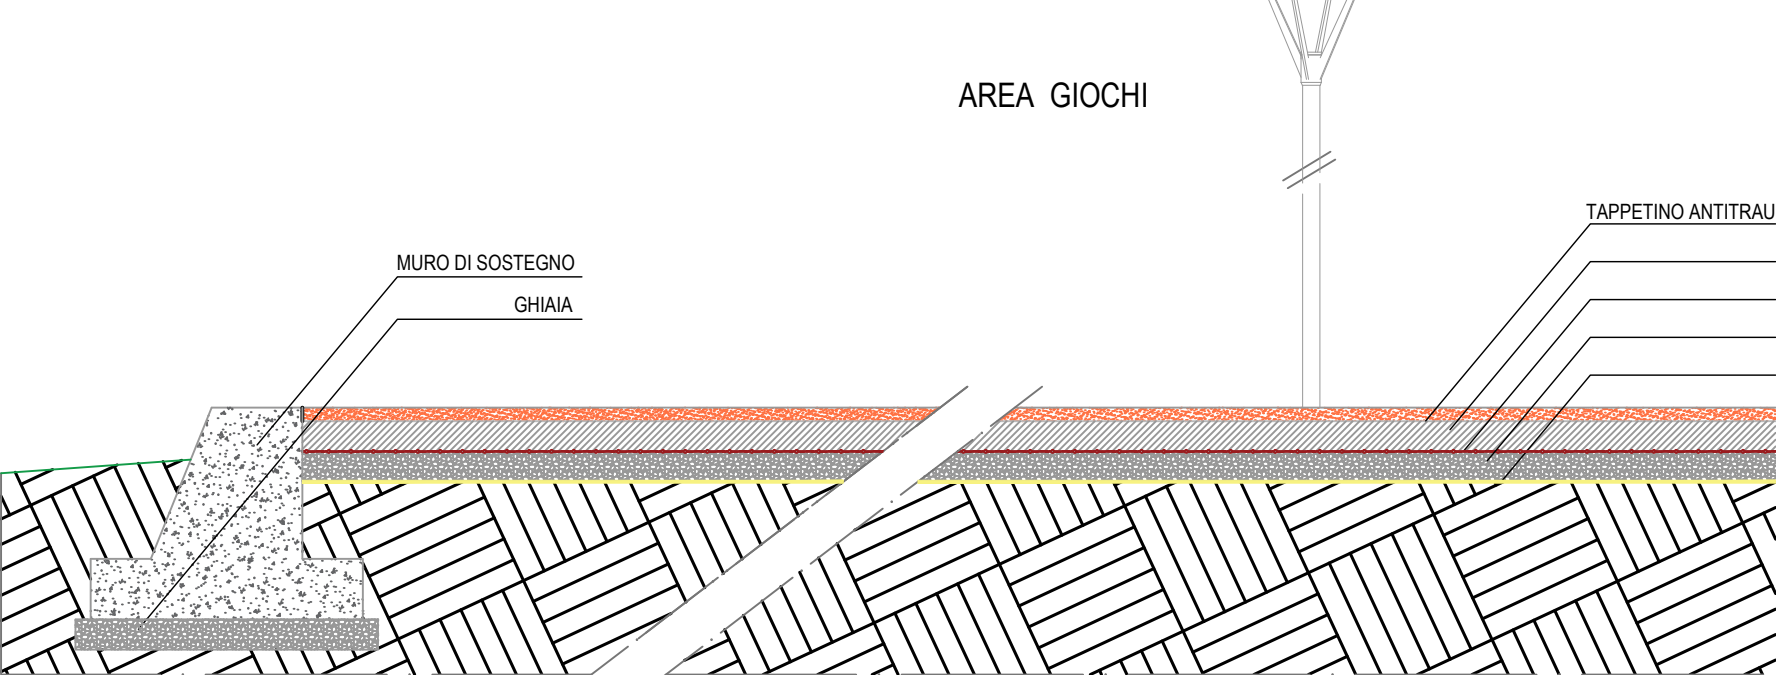 AREA GIOCHI
TAPPETINO ANTITRAU
MURO DI SOSTEGNO
GHIAIA